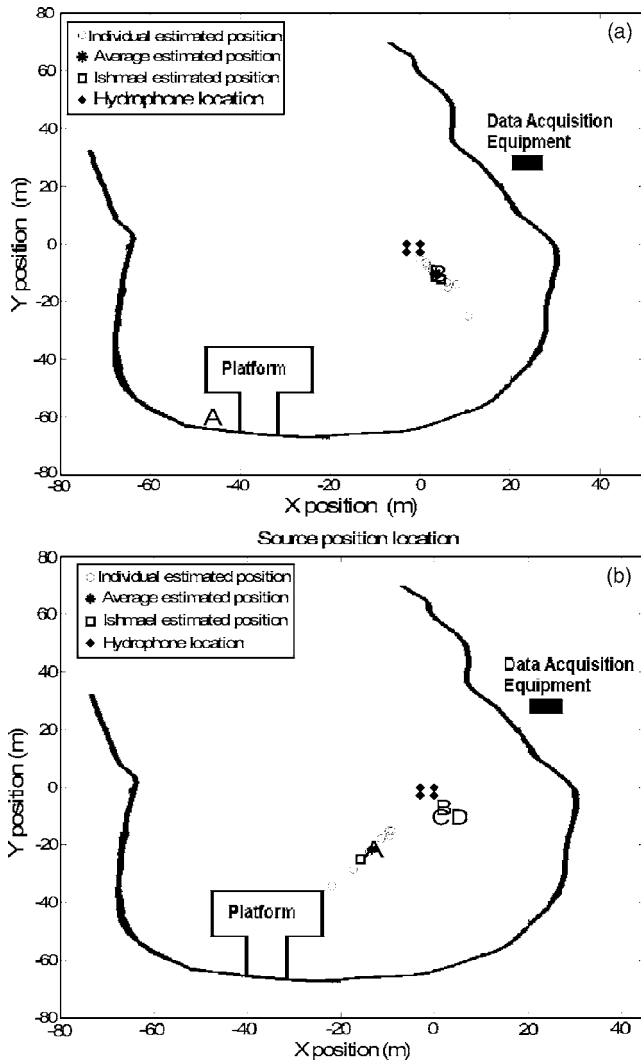 (a)
Individual estimated position
Average estimated position
Ishmael estimated position
Hydrophone location
Data Acquisition
Equipment
Platform
A
B
80
60
40
20
0
-20
-40
-60
-80
Y position (m)
-80
-60
-40
-20
0
20
40
X position (m)
Source position location
(b)
Individual estimated position
Average estimated position
Ishmael estimated position
Hydrophone location
Data Acquisition
Equipment
B
CD
A
Platform
80
60
40
20
0
-20
-40
-60
-80
Y position (m)
-80
-60
-40
-20
0
20
40
X position (m)